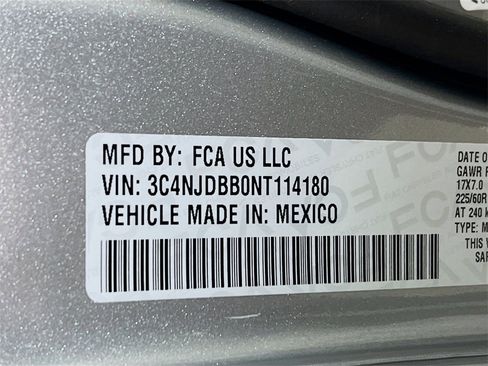 MFD BY: FCA US LLC
VIN: 3C4NJDBB0NT114180
VEHICLE MADE IN: MEXICO
DATE O
GAWR F
17X7.0
225/60R
AT 240 k
TYPE: M
THIS V
SAF